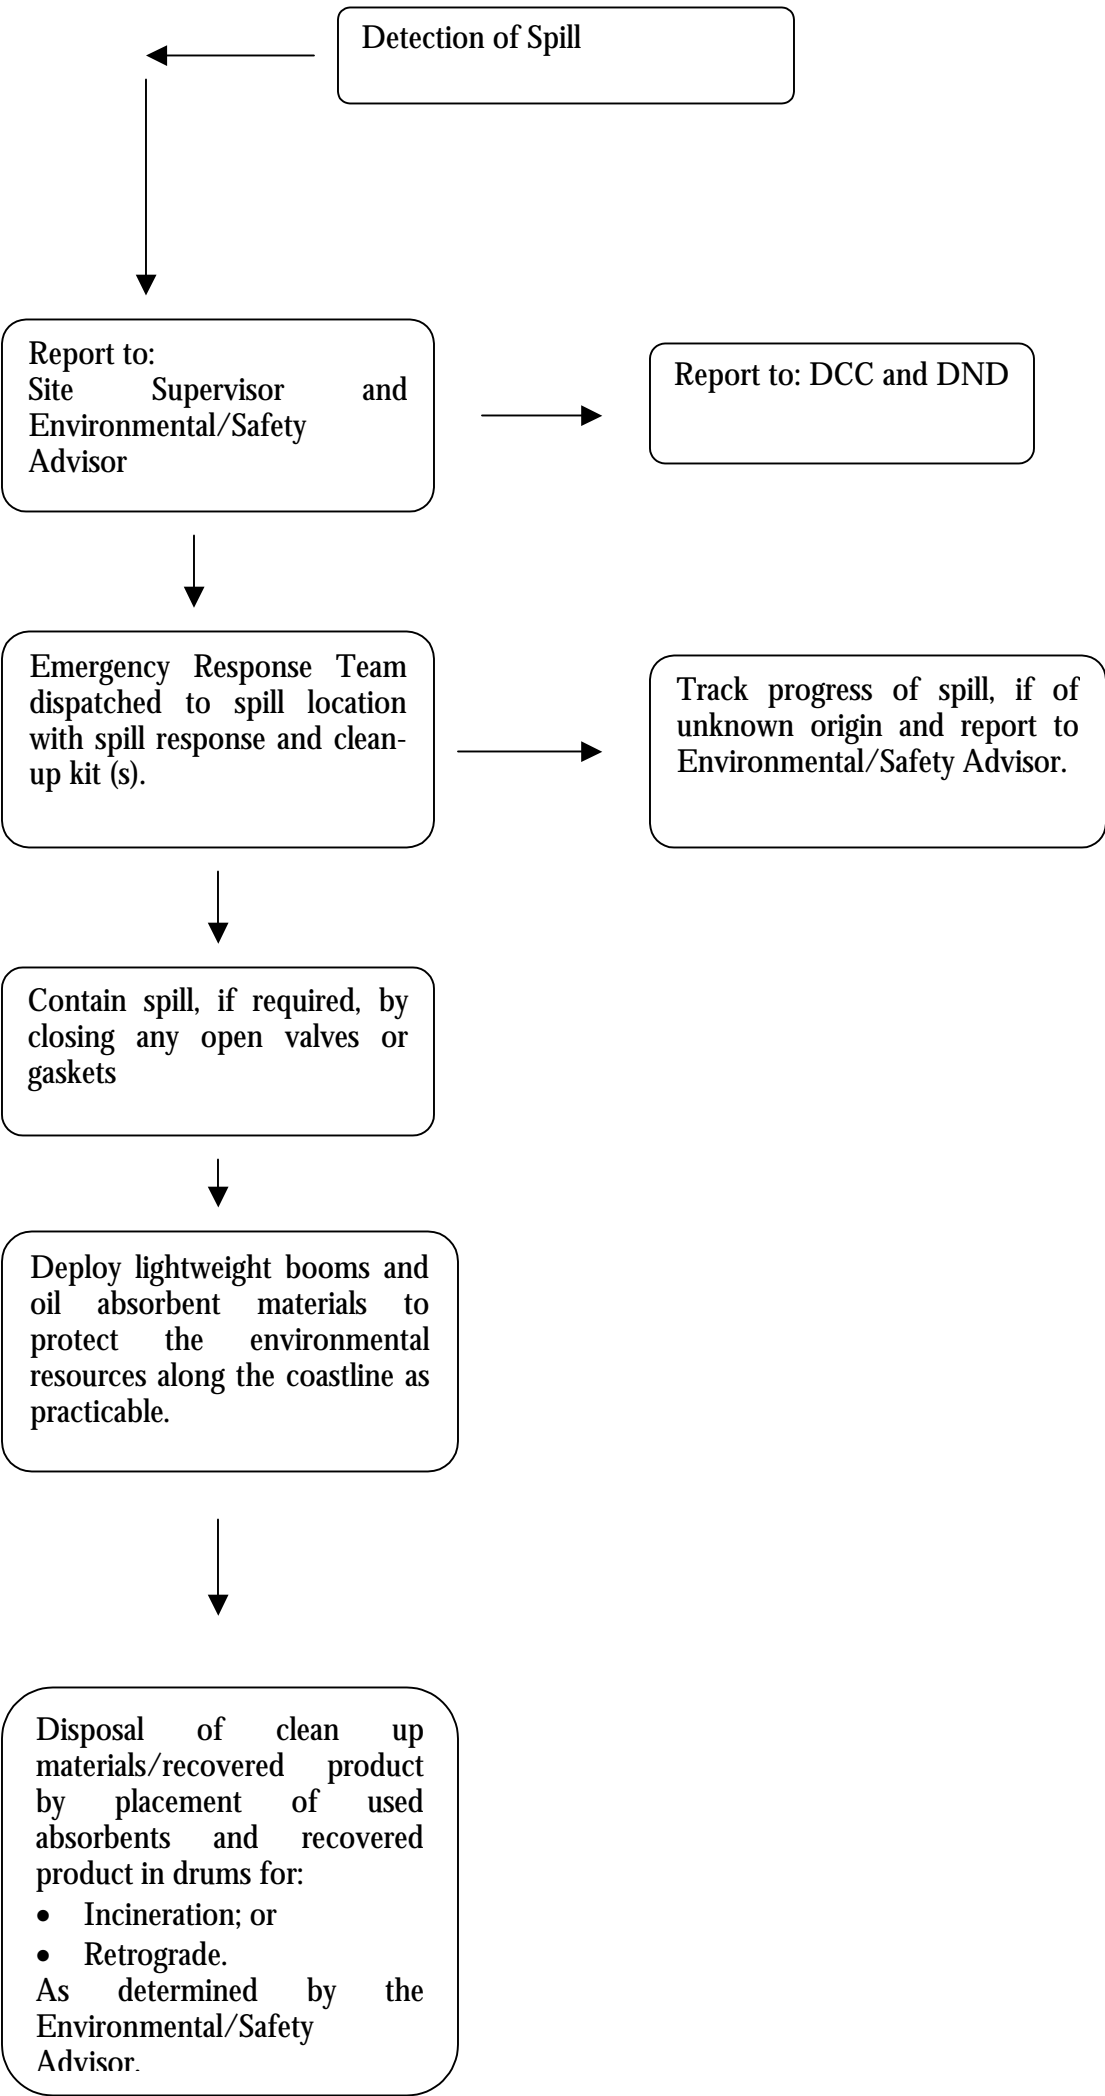 Detection of Spill
Report to:
Site Supervisor and
Environmental/Safety
Advisor
Report to: DCC and DND
Emergency Response Team
dispatched to spill location
with spill response and clean-
up kit (s).
Track progress of spill, if of
unknown origin and report to
Environmental/Safety Advisor.
Contain spill, if required, by
closing any open valves or
gaskets
Deploy lightweight booms and
oil absorbent materials to
protect the environmental
resources along the coastline as
practicable.
Disposal of clean up
materials/recovered product
by placement of used
absorbents and recovered
product in drums for:
• Incineration; or
• Retrograde.
As determined by the
Environmental/Safety
Advisor.